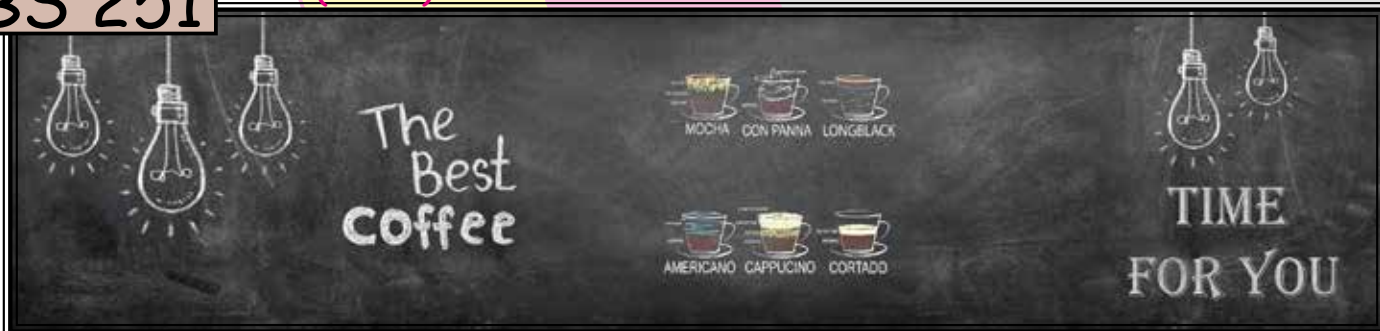 BS 251
The
Best
coffee
MOCHA CON PANNA LONGBLACK
AMERICANO CAPPUCINO CORTADO
TIME
FOR YOU